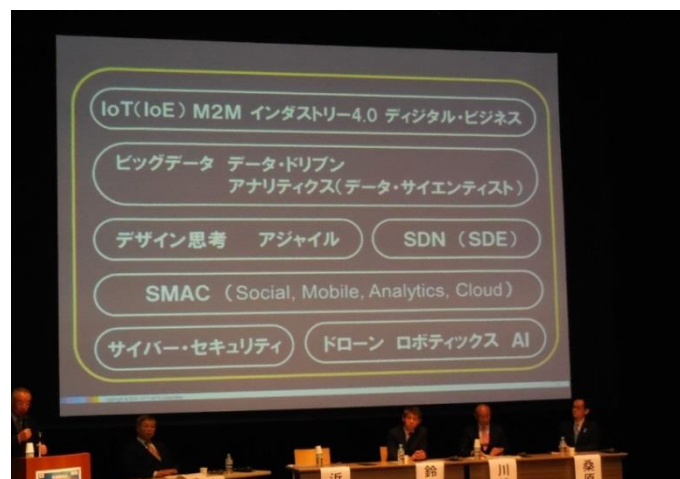 IoT(IoE) M2M インダストリー4.0 ディジタル・ビジネス
ビッグデータ データ・ドリブン
アナリティクス(データ・サイエンティスト)
デザイン思考 アジャイル
SDN (SDE)
SMAC (Social, Mobile, Analytics, Cloud)
サイバー・セキュリティ
ドローン ロボティックス AI
近
鈴
川
桑原